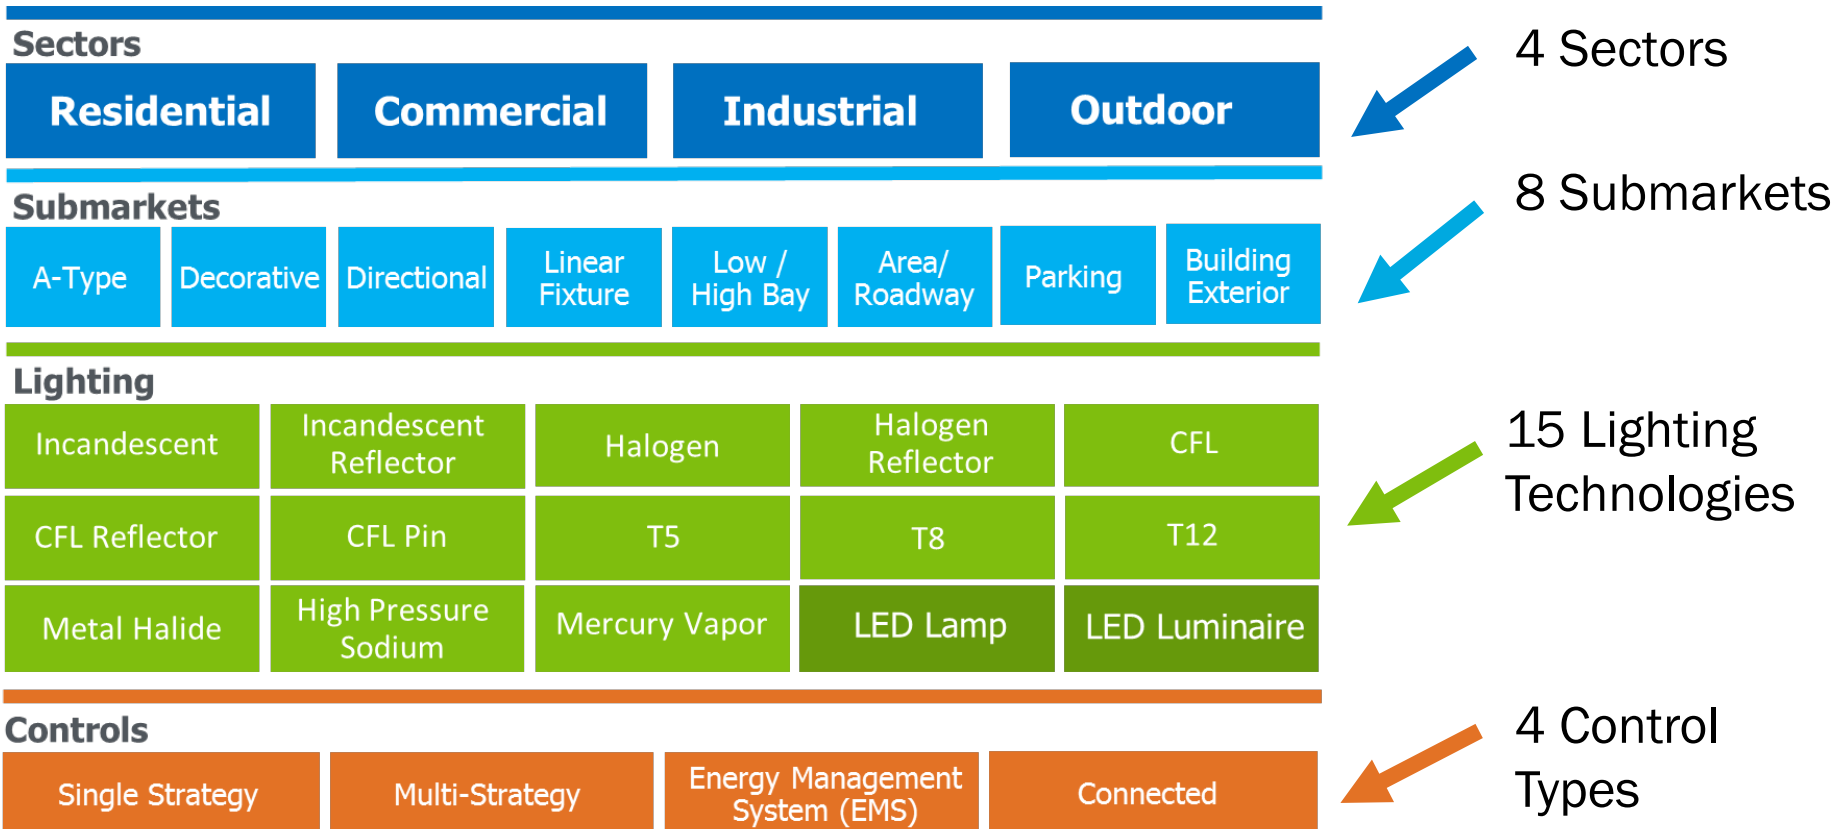 Sectors
Residential
Commercial
Industrial
Outdoor
4 Sectors
Submarkets
A-Type
Decorative
Directional
Linear
Fixture
Low /
High Bay
Area/
Roadway
Parking
Building
Exterior
8 Submarkets
Lighting
Incandescent
Incandescent
Reflector
Halogen
Halogen
Reflector
CFL
CFL Reflector
CFL Pin
T5
T8
T12
Metal Halide
High Pressure
Sodium
Mercury Vapor
LED Lamp
LED Luminaire
15 Lighting
Technologies
Controls
Single Strategy
Multi-Strategy
Energy Management
System (EMS)
Connected
4 Control
Types